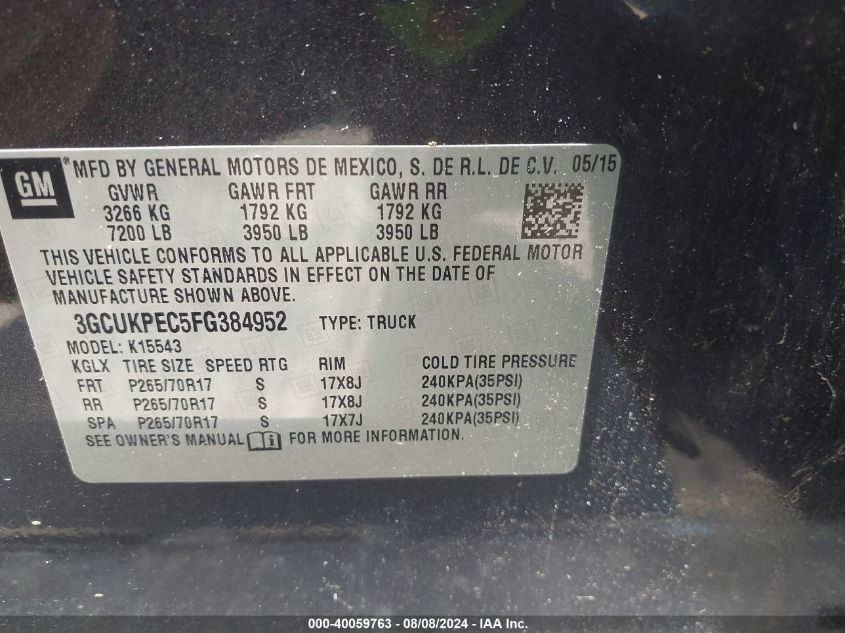 GM
® MFD BY GENERAL MOTORS DE MEXICO, S. DE R.L. DE C.V. 05/15
GVWR GAWR FRT GAWR RR
3266 KG 1792 KG 1792 KG
7200 LB 3950 LB 3950 LB
THIS VEHICLE CONFORMS TO ALL APPLICABLE U.S. FEDERAL MOTOR
VEHICLE SAFETY STANDARDS IN EFFECT ON THE DATE OF
MANUFACTURE SHOWN ABOVE.
3GCUKPEC5FG384952 TYPE: TRUCK
MODEL: K15543
KGLX TIRE SIZE SPEED RTG RIM COLD TIRE PRESSURE
FRT P265/70R17 S 17X8J 240KPA(35PSI)
RR P265/70R17 S 17X8J 240KPA(35PSI)
SPA P265/70R17 S 17X7J 240KPA(35PSI)
SEE OWNER'S MANUAL FOR MORE INFORMATION.
000-40059763 - 08/08/2024 - IAA Inc.